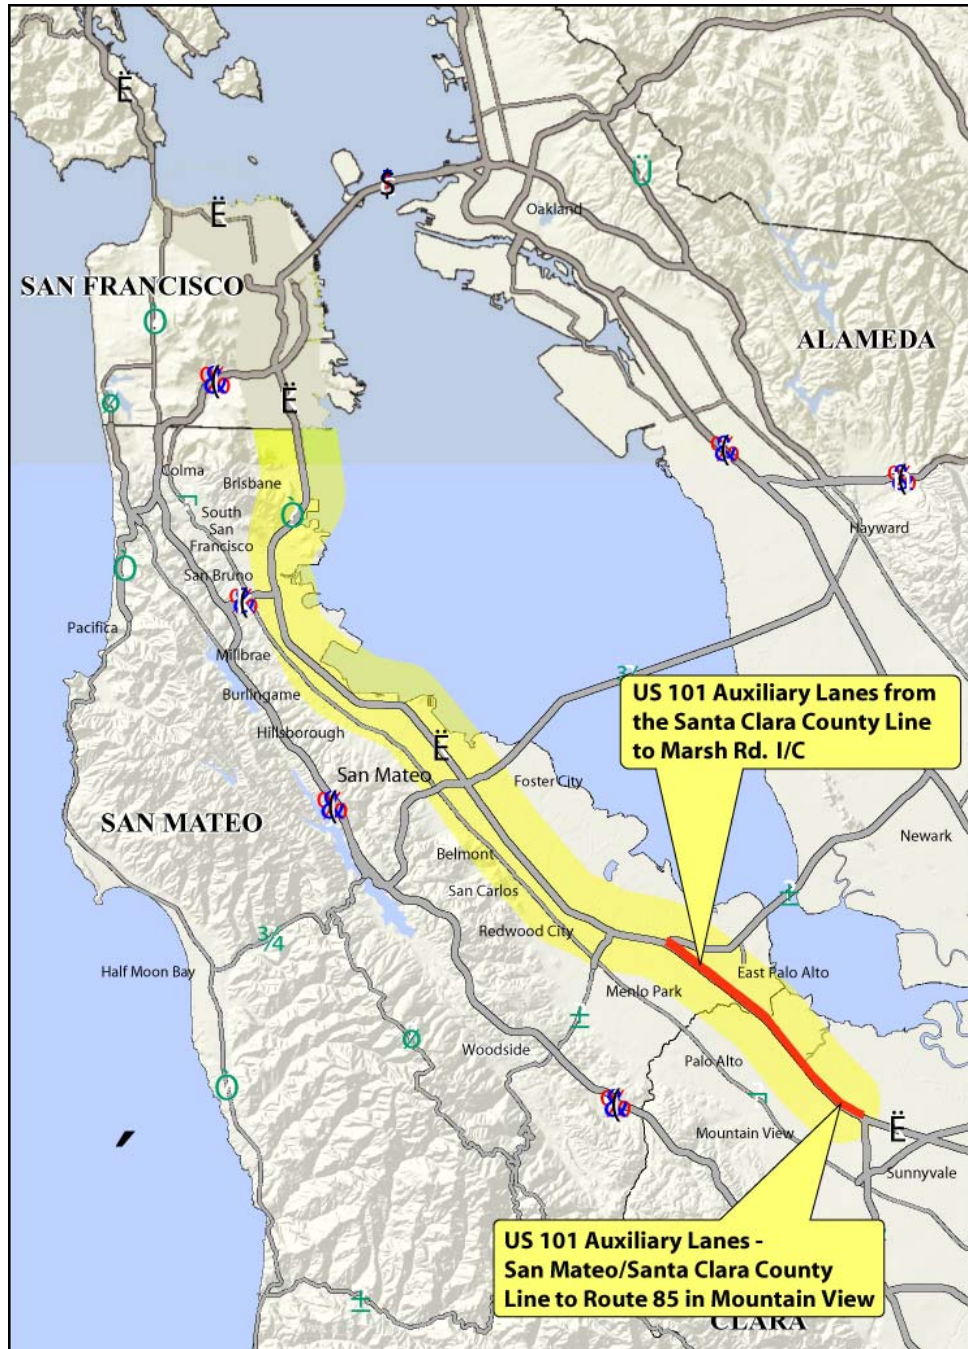 Oakland
SAN FRANCISCO
ALAMEDA
Colma
Brisbane
South
San
Francisco
Hayward
San Bruno
Pacifica
Millbrae
Burlingame
Hillsborough
US 101 Auxiliary Lanes from
the Santa Clara County Line
to Marsh Rd. I/C
San Mateo
Foster City
SAN MATEO
Newark
Belmont
San Carlos
Redwood City
3/4
Half Moon Bay
East Palo Alto
Menlo Park
Woodside
Palo Alto
Mountain View
Sunnyvale
US 101 Auxiliary Lanes -
San Mateo/Santa Clara County
Line to Route 85 in Mountain View
CLARA